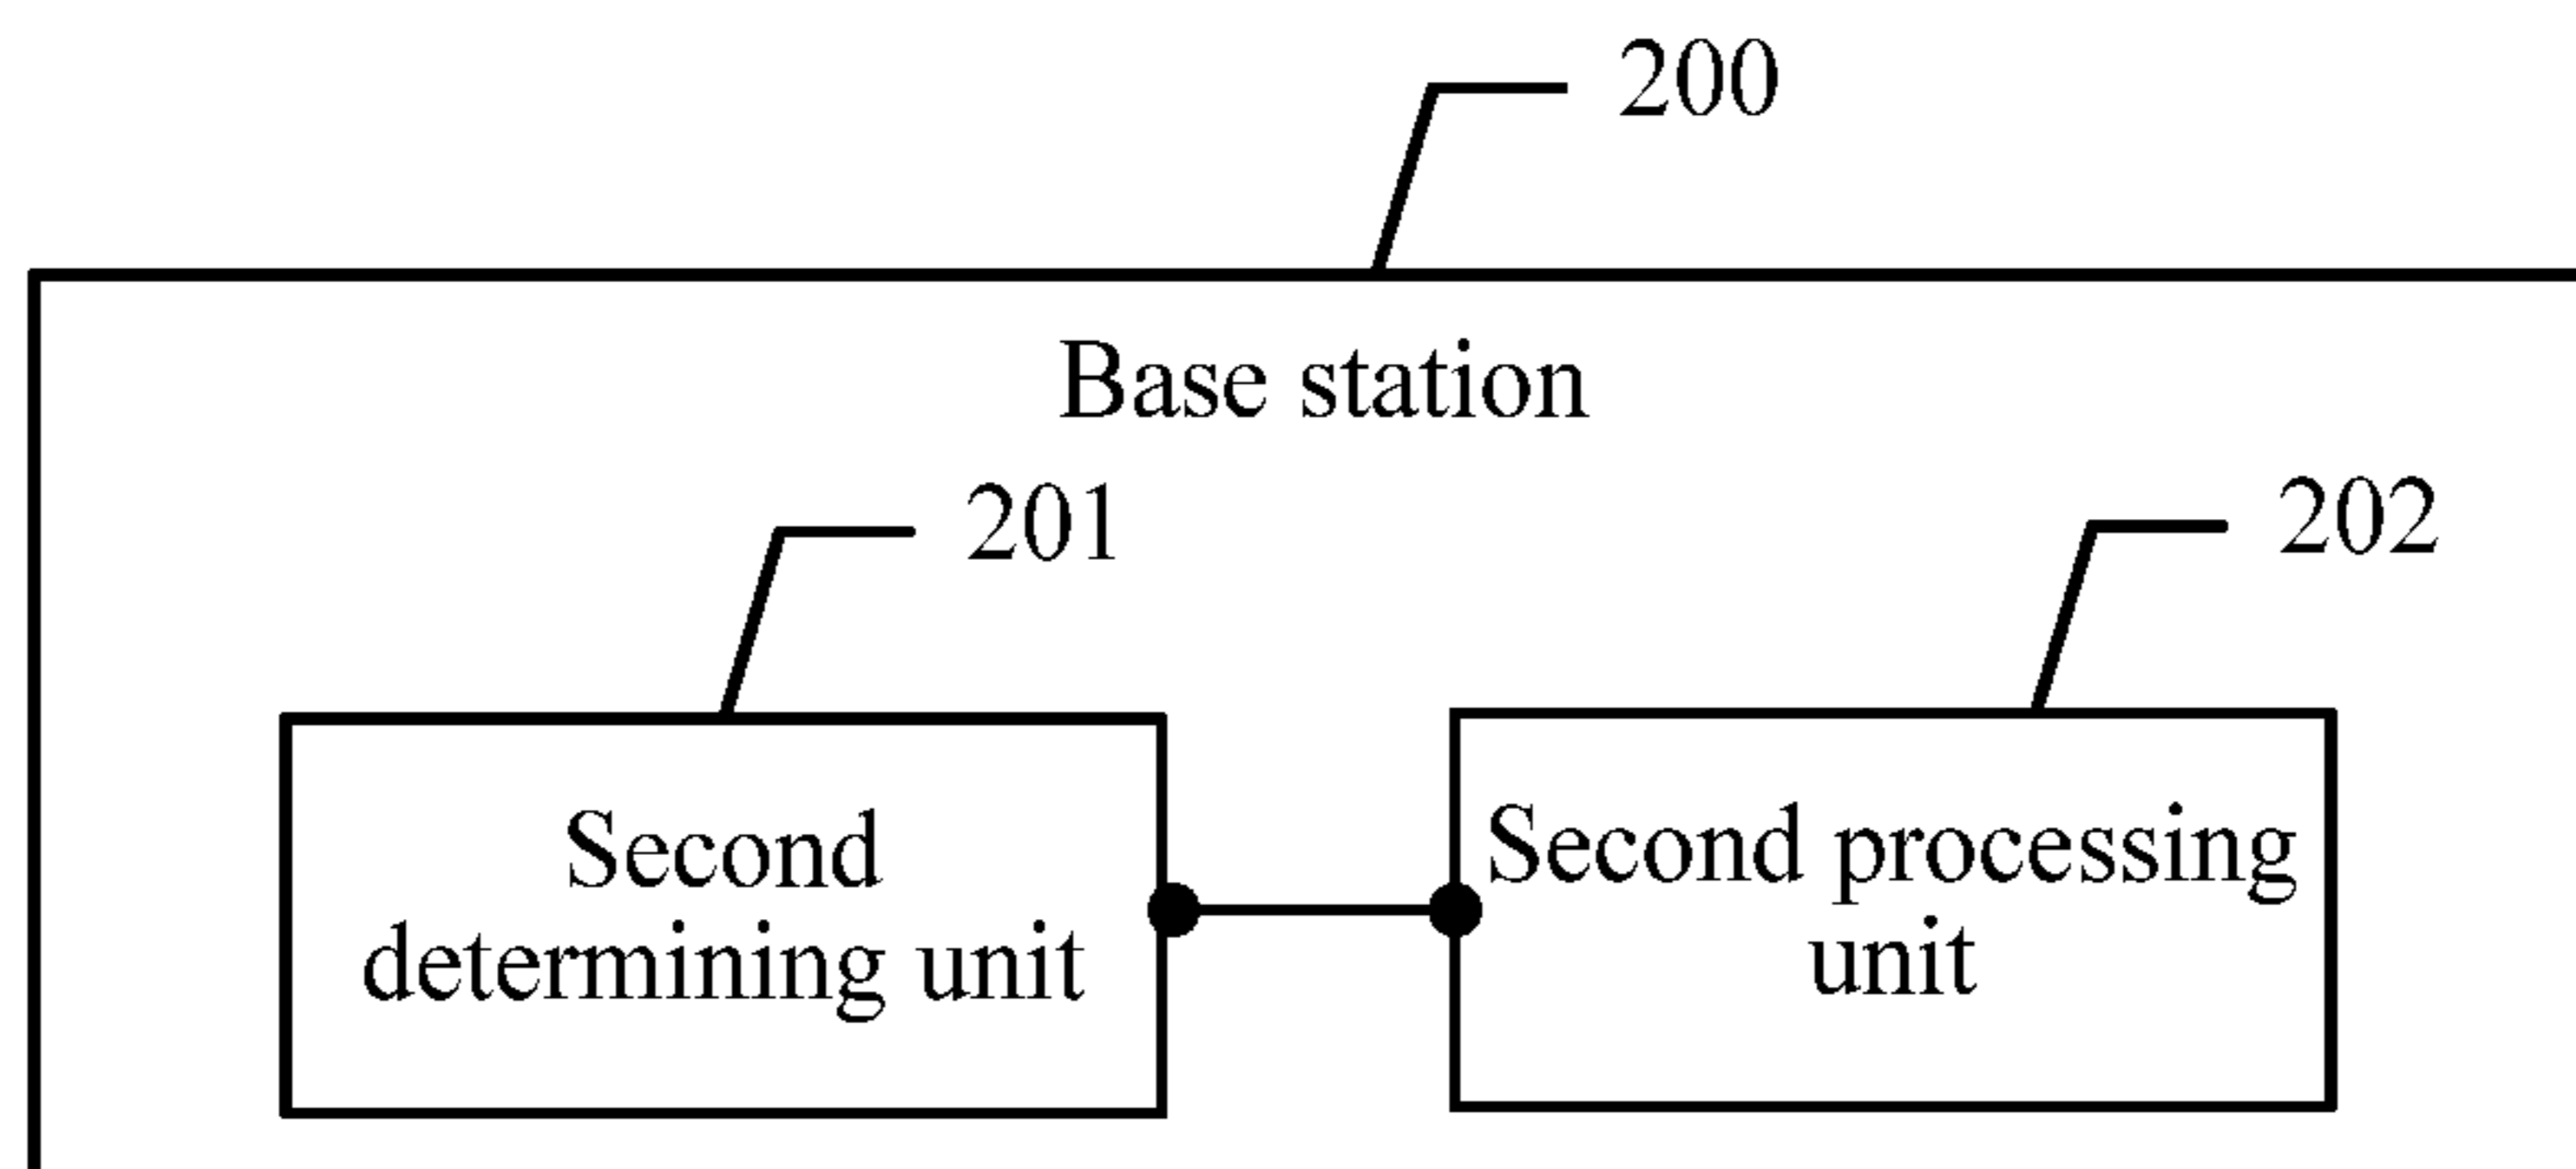 200
Base station
201
202
Second
determining unit
Second processing
unit